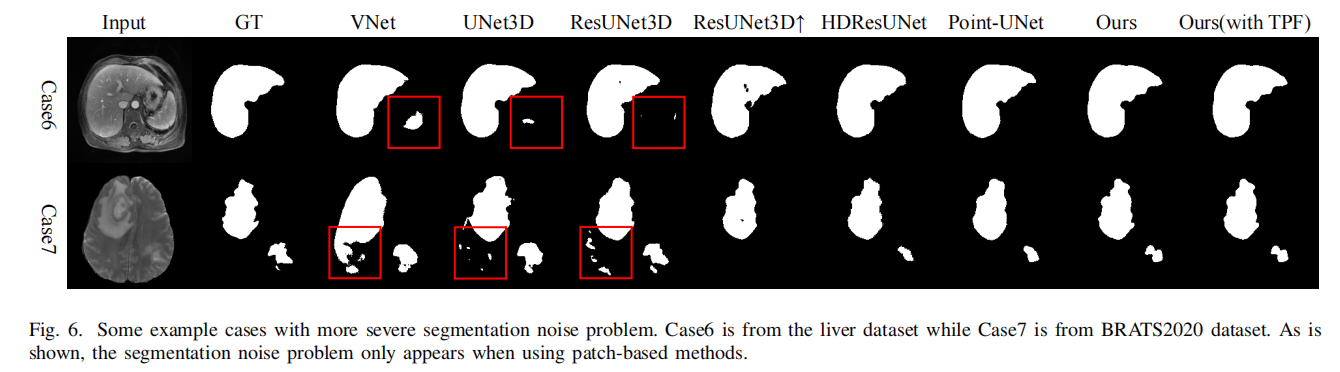 Input GT VNet UNet3D ResUNet3D ResUNet3D↑ HDResUNet Point-UNet Ours Ours(with TPF)
Case6
Case7
Fig. 6. Some example cases with more severe segmentation noise problem. Case6 is from the liver dataset while Case7 is from BRATS2020 dataset. As is
shown, the segmentation noise problem only appears when using patch-based methods.